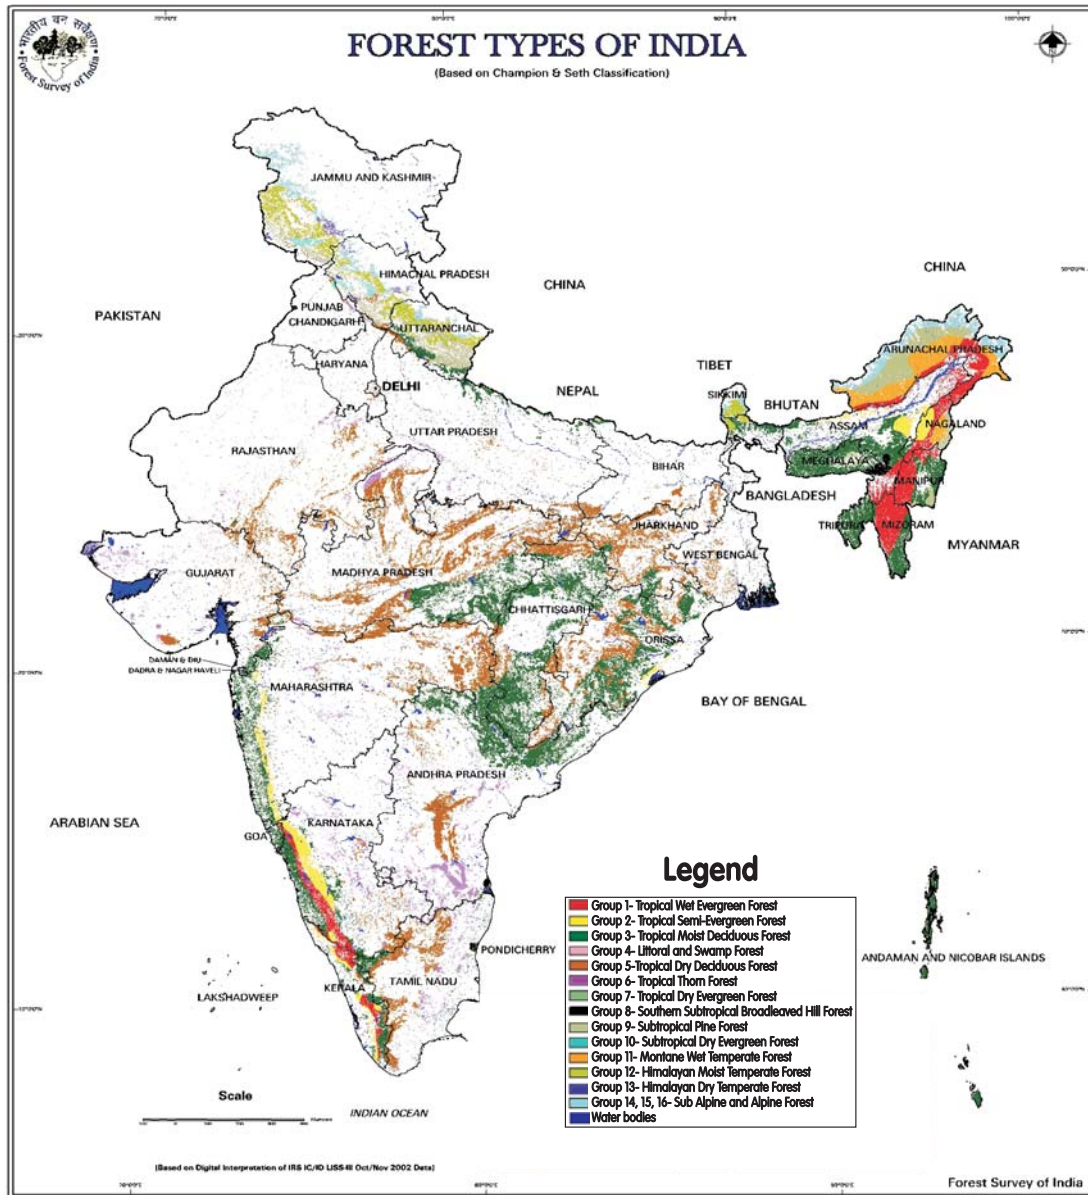 भारतीय वन सर्वेक्षण
Forest Survey of India
FOREST TYPES OF INDIA
(Based on Champion & Seth Classification)
JAMMU AND KASHMIR
CHINA
HIMACHAL PRADESH
CHINA
PUNJAB
PAKISTAN
CHANDIGARH
UTTARANCHAL
ARUNACHAL PRADESH
HARYANA
TIBET
DELHI
NEPAL
SIKKIM
BHUTAN
ASSAM
NAGALAND
UTTAR PRADESH
RAJASTHAN
BIHAR
MEGHALAYA
MANIPUR
BANGLADESH
JHARKHAND
TRIPURA
MIZORAM
MYANMAR
WEST BENGAL
GUJARAT
MADHYA PRADESH
CHHATTISGARH
ORISSA
DAMAN & DIU
DADRA & NAGAR HAVELI
MAHARASHTRA
BAY OF BENGAL
ANDHRA PRADESH
ARABIAN SEA
KARNATAKA
GOA
Legend
Group 1- Tropical Wet Evergreen Forest
Group 2- Tropical Semi-Evergreen Forest
Group 3- Tropical Moist Deciduous Forest
Group 4- Littoral and Swamp Forest
Group 5-Tropical Dry Deciduous Forest
Group 6- Tropical Thorn Forest
Group 7- Tropical Dry Evergreen Forest
Group 8- Southern Subtropical Broadleaved Hill Forest
Group 9- Subtropical Pine Forest
Group 10- Subtropical Dry Evergreen Forest
Group 11- Montane Wet Temperate Forest
Group 12- Himalayan Moist Temperate Forest
Group 13- Himalayan Dry Temperate Forest
Group 14, 15, 16- Sub Alpine and Alpine Forest
Water bodies
PONDICHERRY
ANDAMAN AND NICOBAR ISLANDS
TAMIL NADU
KERALA
LAKSHADWEEP
Scale
INDIAN OCEAN
(Based on Digital Interpretation of IRS IC/ID LISS-III Oct/Nov 2002 Data)
Forest Survey of India